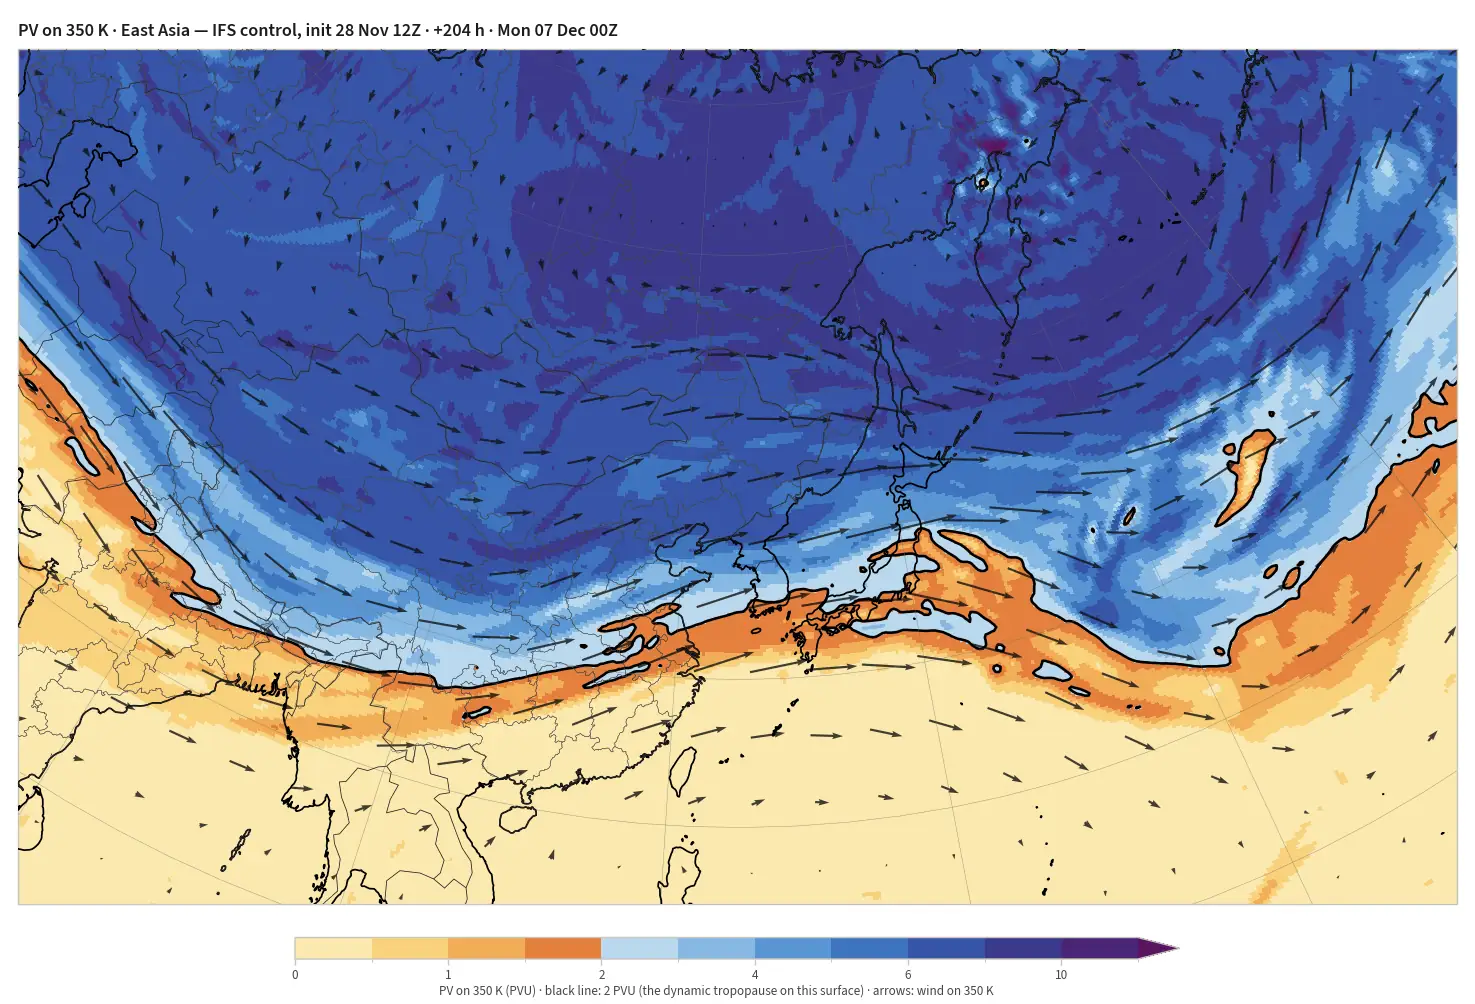 PV on 350 K · East Asia — IFS control, init 28 Nov 12Z · +204 h · Mon 07 Dec 00Z
0 1 2 4 6 10
PV on 350 K (PVU) · black line: 2 PVU (the dynamic tropopause on this surface) · arrows: wind on 350 K